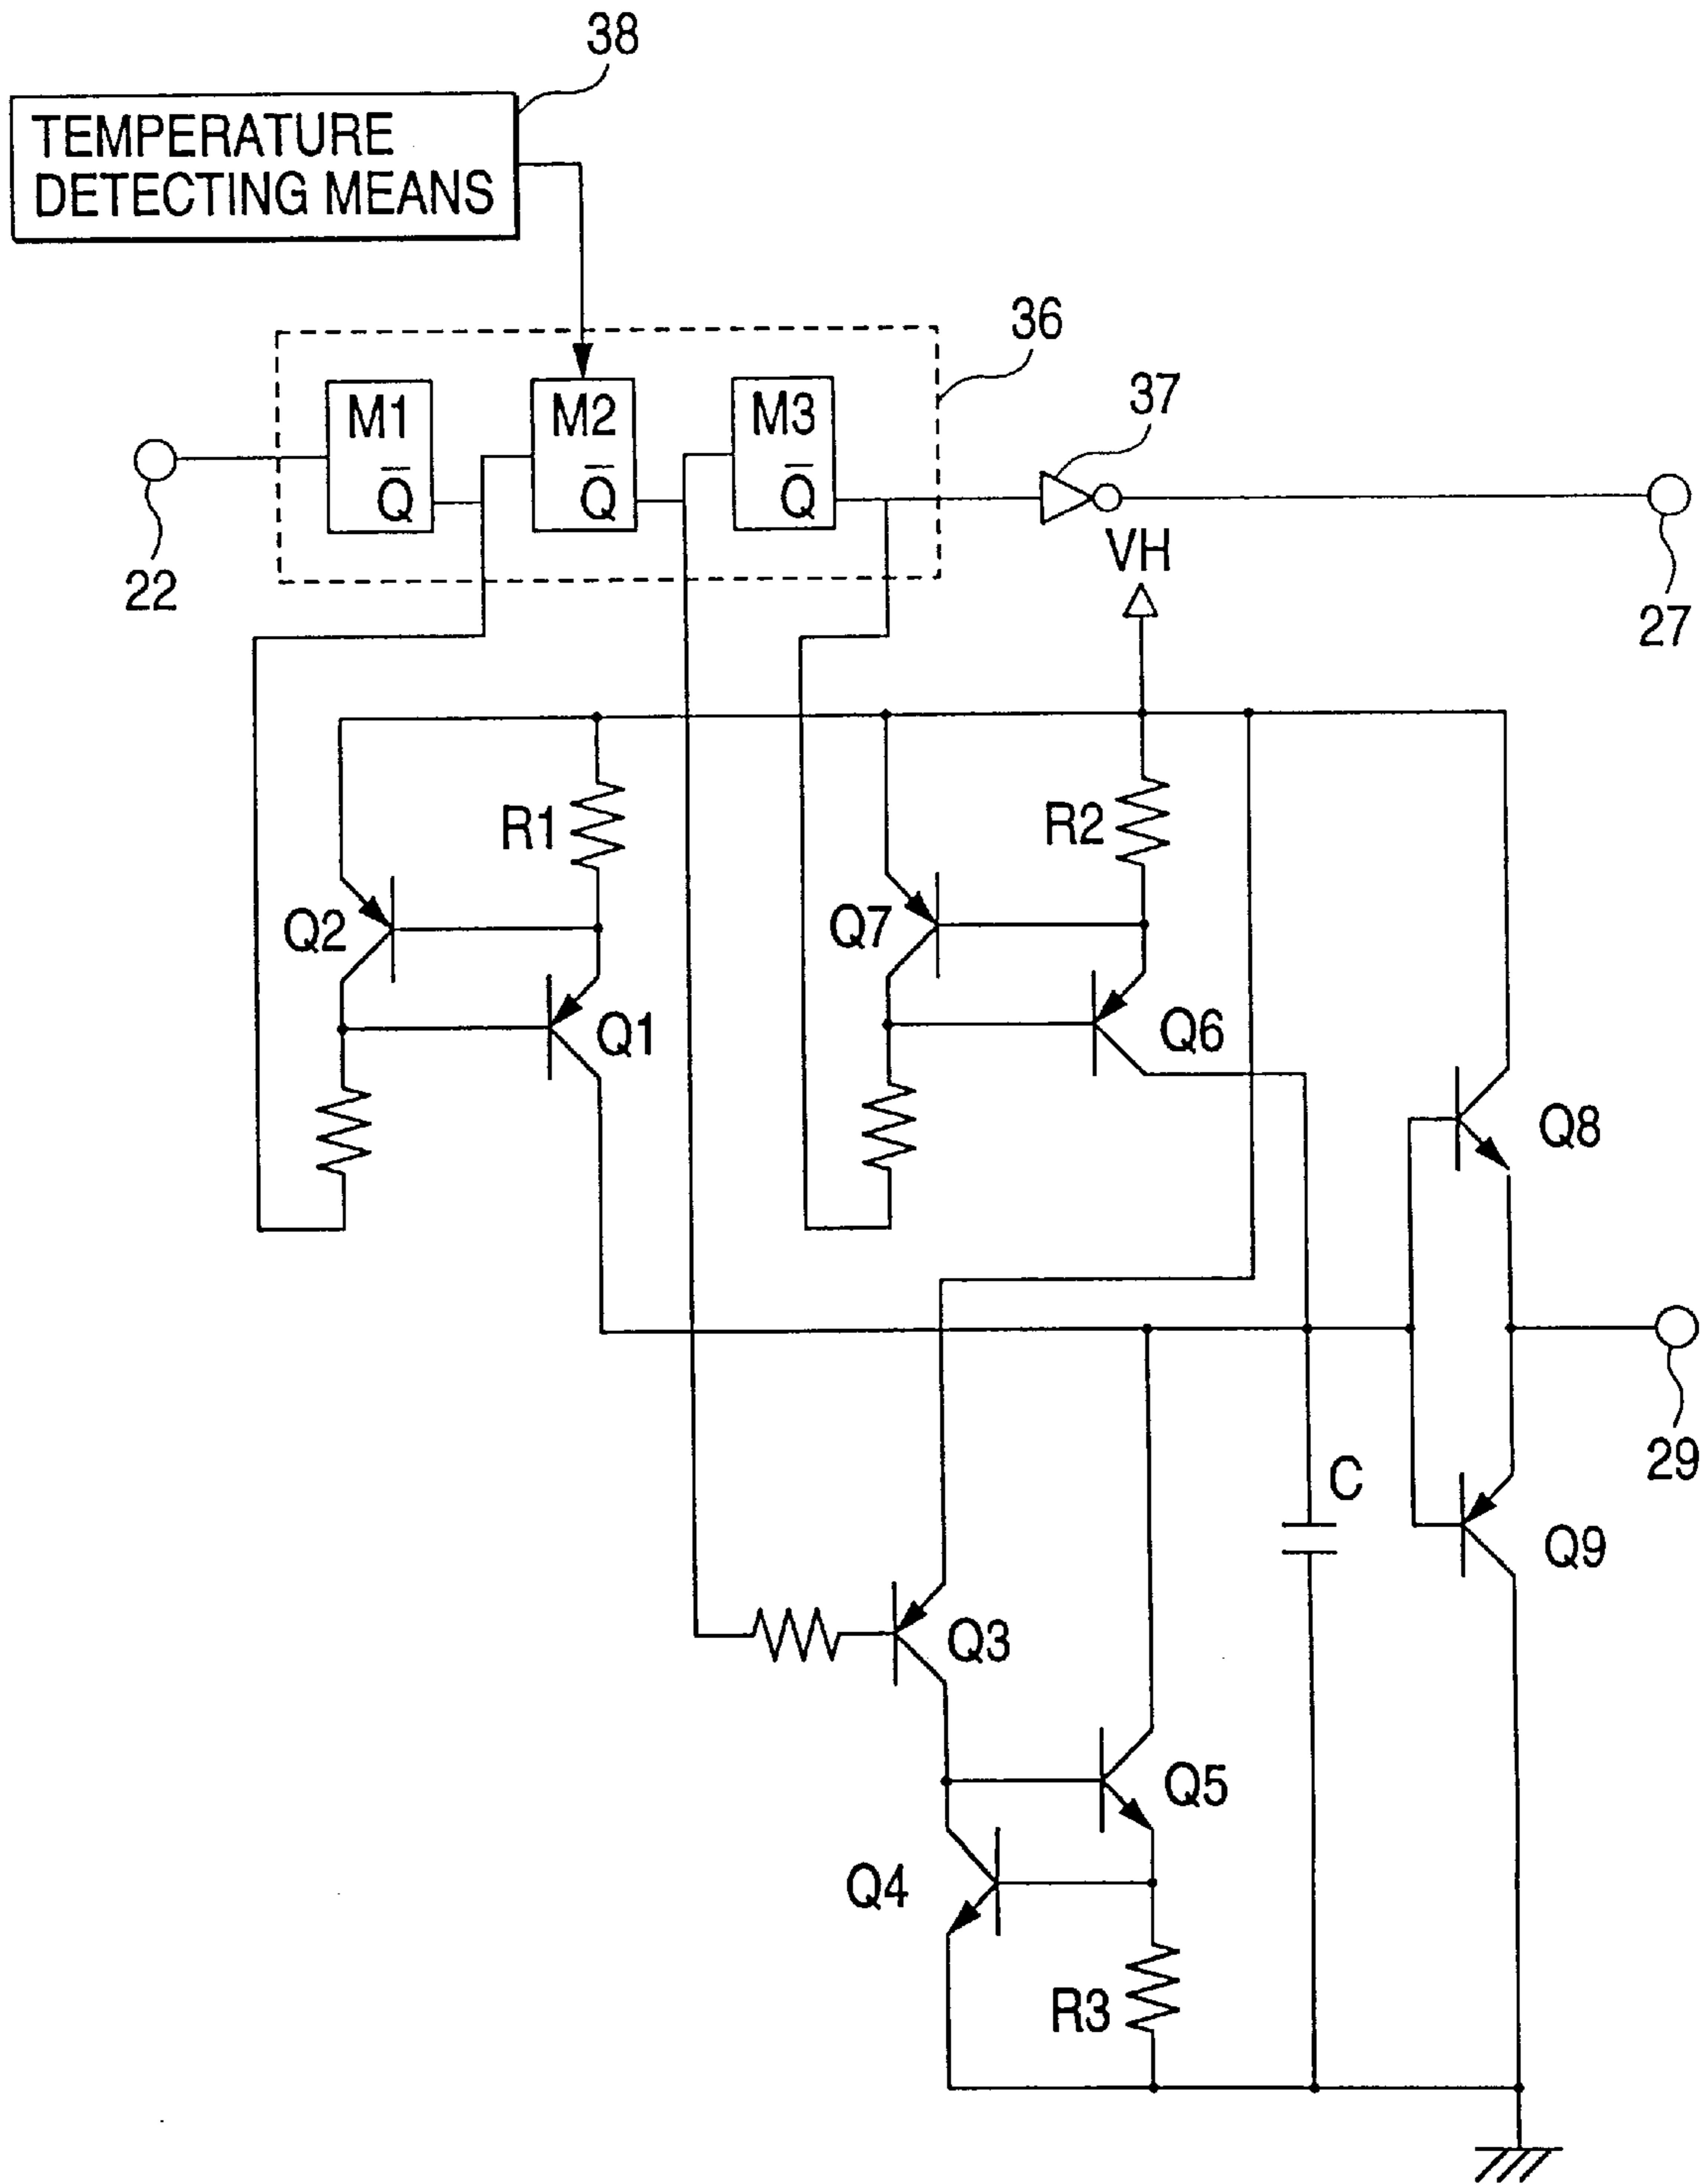 38
TEMPERATURE
DETECTING MEANS
36
37
M1
M2
M3
Q̅
Q̅
Q̅
22
VH
27
R1
R2
Q2
Q7
Q1
Q6
Q8
29
C
Q9
Q3
Q5
Q4
R3